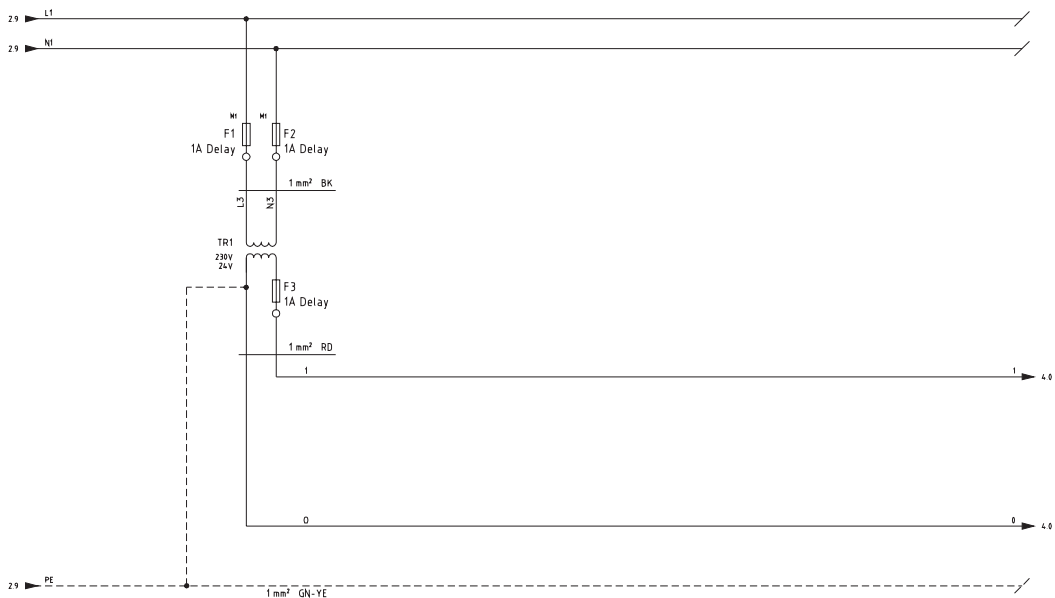 L1
2.9
N1
2.9
M1 M1
F1 F2
1A Delay 1A Delay
1 mm² BK
L3 N3
TR1
230V
24V
F3
1A Delay
1 mm² RD
1 1 4.0
0 0 4.0
PE
2.9
1 mm² GN-YE